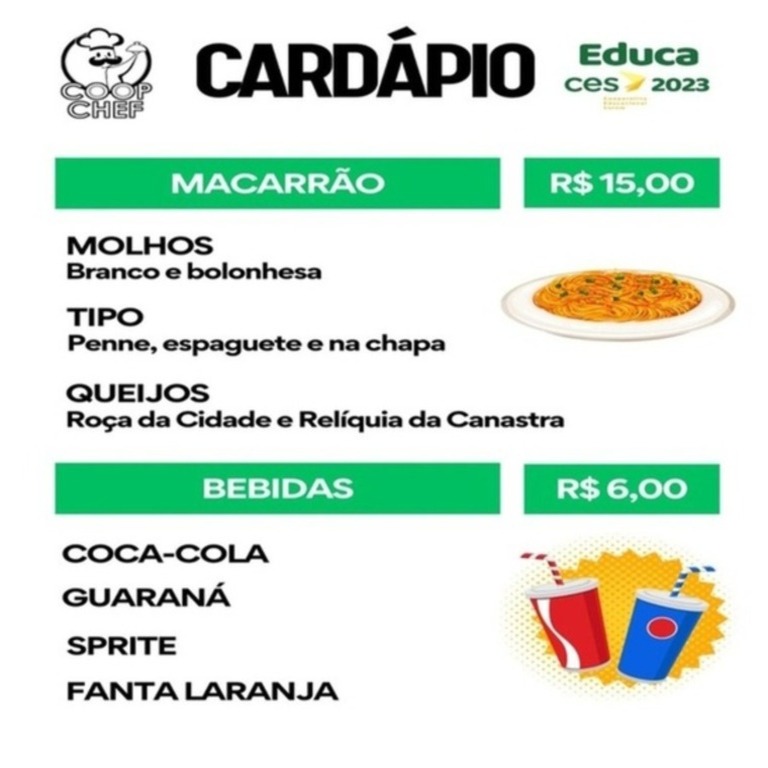 COOP
CHEF
CARDÁPIO
Educa
ces 2023
MACARRÃO
R$ 15,00
MOLHOS
Branco e bolonhesa
TIPO
Penne, espaguete e na chapa
QUEIJOS
Roça da Cidade e Relíquia da Canastra
BEBIDAS
R$ 6,00
COCA-COLA
GUARANÁ
SPRITE
FANTA LARANJA